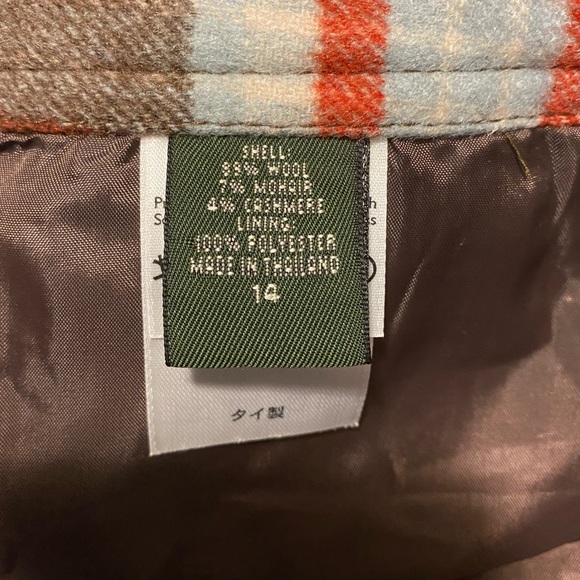 SHELL:
89% WOOL
7% MOHAIR
4% CASHMERE
LINING:
100% POLYESTER
MADE IN THAILAND
14
タイ製